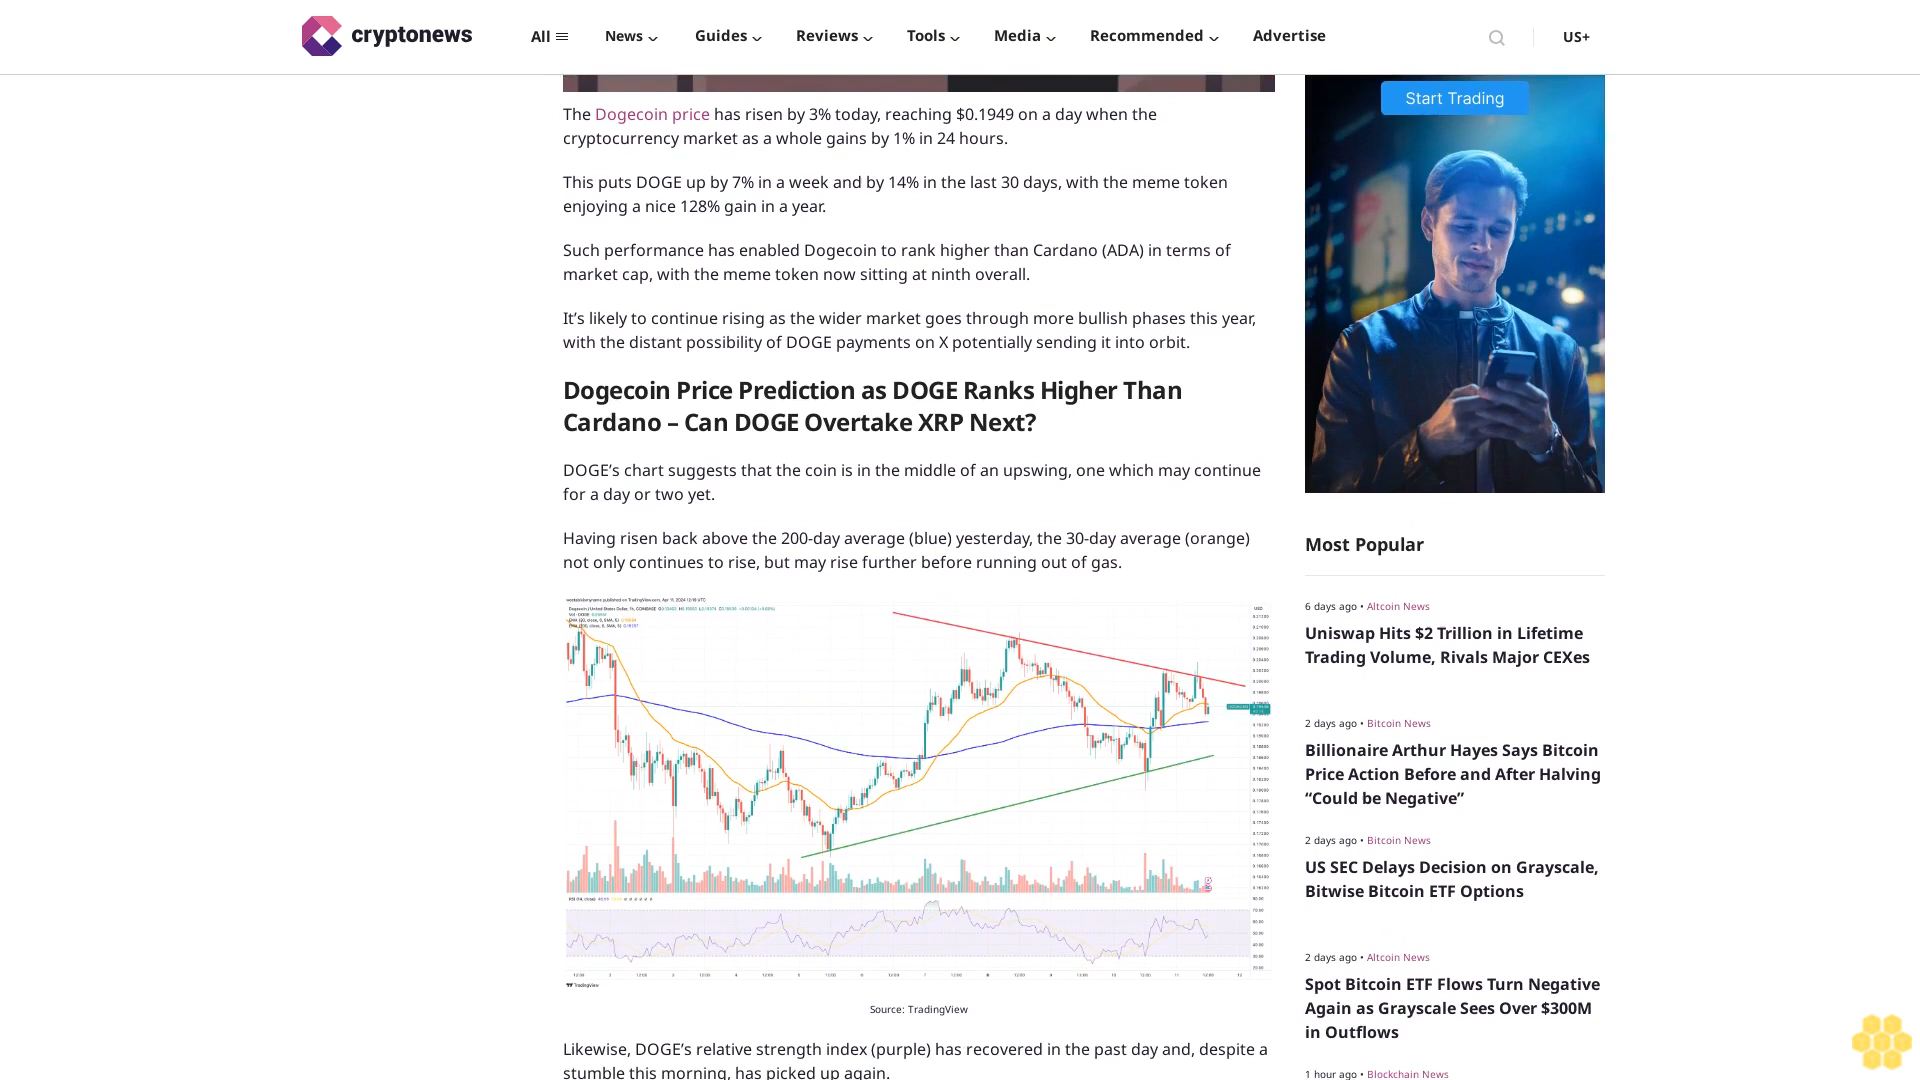 cryptonews
All
News
Guides
Reviews
Tools
Media
Recommended
Advertise
US+
The Dogecoin price has risen by 3% today, reaching $0.1949 on a day when the
cryptocurrency market as a whole gains by 1% in 24 hours.
This puts DOGE up by 7% in a week and by 14% in the last 30 days, with the meme token
enjoying a nice 128% gain in a year.
Such performance has enabled Dogecoin to rank higher than Cardano (ADA) in terms of
market cap, with the meme token now sitting at ninth overall.
It’s likely to continue rising as the wider market goes through more bullish phases this year,
with the distant possibility of DOGE payments on X potentially sending it into orbit.
Dogecoin Price Prediction as DOGE Ranks Higher Than
Cardano – Can DOGE Overtake XRP Next?
DOGE’s chart suggests that the coin is in the middle of an upswing, one which may continue
for a day or two yet.
Having risen back above the 200-day average (blue) yesterday, the 30-day average (orange)
not only continues to rise, but may rise further before running out of gas.
TradingView
Source: TradingView
Likewise, DOGE’s relative strength index (purple) has recovered in the past day and, despite a
stumble this morning, has picked up again.
Start Trading
Most Popular
6 days ago • Altcoin News
Uniswap Hits $2 Trillion in Lifetime
Trading Volume, Rivals Major CEXes
2 days ago • Bitcoin News
Billionaire Arthur Hayes Says Bitcoin
Price Action Before and After Halving
“Could be Negative”
2 days ago • Bitcoin News
US SEC Delays Decision on Grayscale,
Bitwise Bitcoin ETF Options
2 days ago • Altcoin News
Spot Bitcoin ETF Flows Turn Negative
Again as Grayscale Sees Over $300M
in Outflows
1 hour ago • Blockchain News